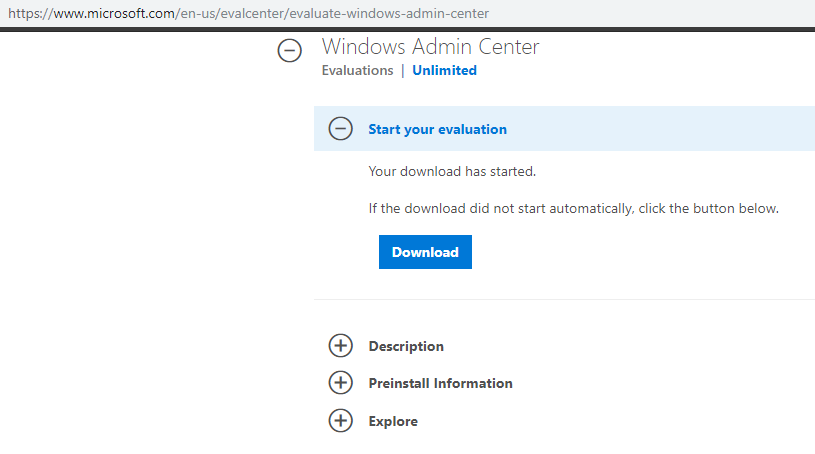 https://www.microsoft.com/en-us/evalcenter/evaluate-windows-admin-center
Windows Admin Center
Evaluations | Unlimited
Start your evaluation
Your download has started.
If the download did not start automatically, click the button below.
Download
Description
Preinstall Information
Explore